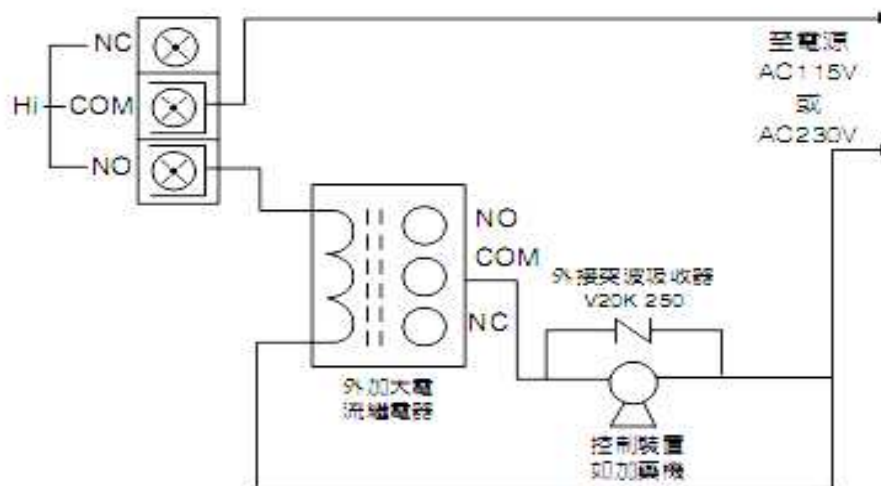 NC
Hi
COM
NO
至電源
AC115V
或
AC230V
NO
COM
NC
外接突波吸收器
V20K 250
外加大電
流繼電器
控制裝置
如加藥機